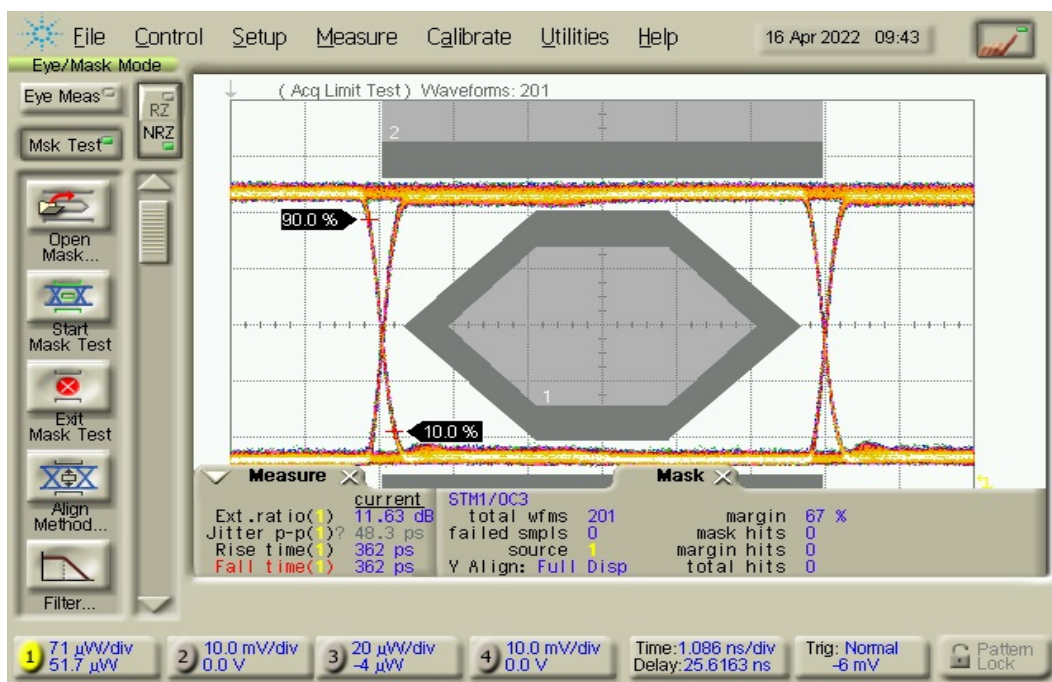 File Control Setup Measure Calibrate Utilities Help 16 Apr 2022 09:43
Eye/Mask Mode
Eye Meas
RZ
NRZ
Msk Test
Open
Mask...
Start
Mask Test
Exit
Mask Test
Align
Method...
Filter...
( Acq Limit Test ) Waveforms: 201
2
90.0 %
1
10.0 %
Measure
current
Ext.ratio(1) 11.63 dB
Jitter p-p(1)? 48.3 ps
Rise time(1) 362 ps
Fall time(1) 362 ps
Mask
STM1/OC3
total wfms 201 margin 67 %
failed smpls 0 mask hits 0
source 1 margin hits 0
Y Align: Full Disp total hits 0
1 71 µW/div
51.7 µW
2 10.0 mV/div
0.0 V
3 20 µW/div
-4 µW
4 10.0 mV/div
0.0 V
Time:1.086 ns/div
Delay:25.6163 ns
Trig: Normal
-6 mV
Pattern
Lock